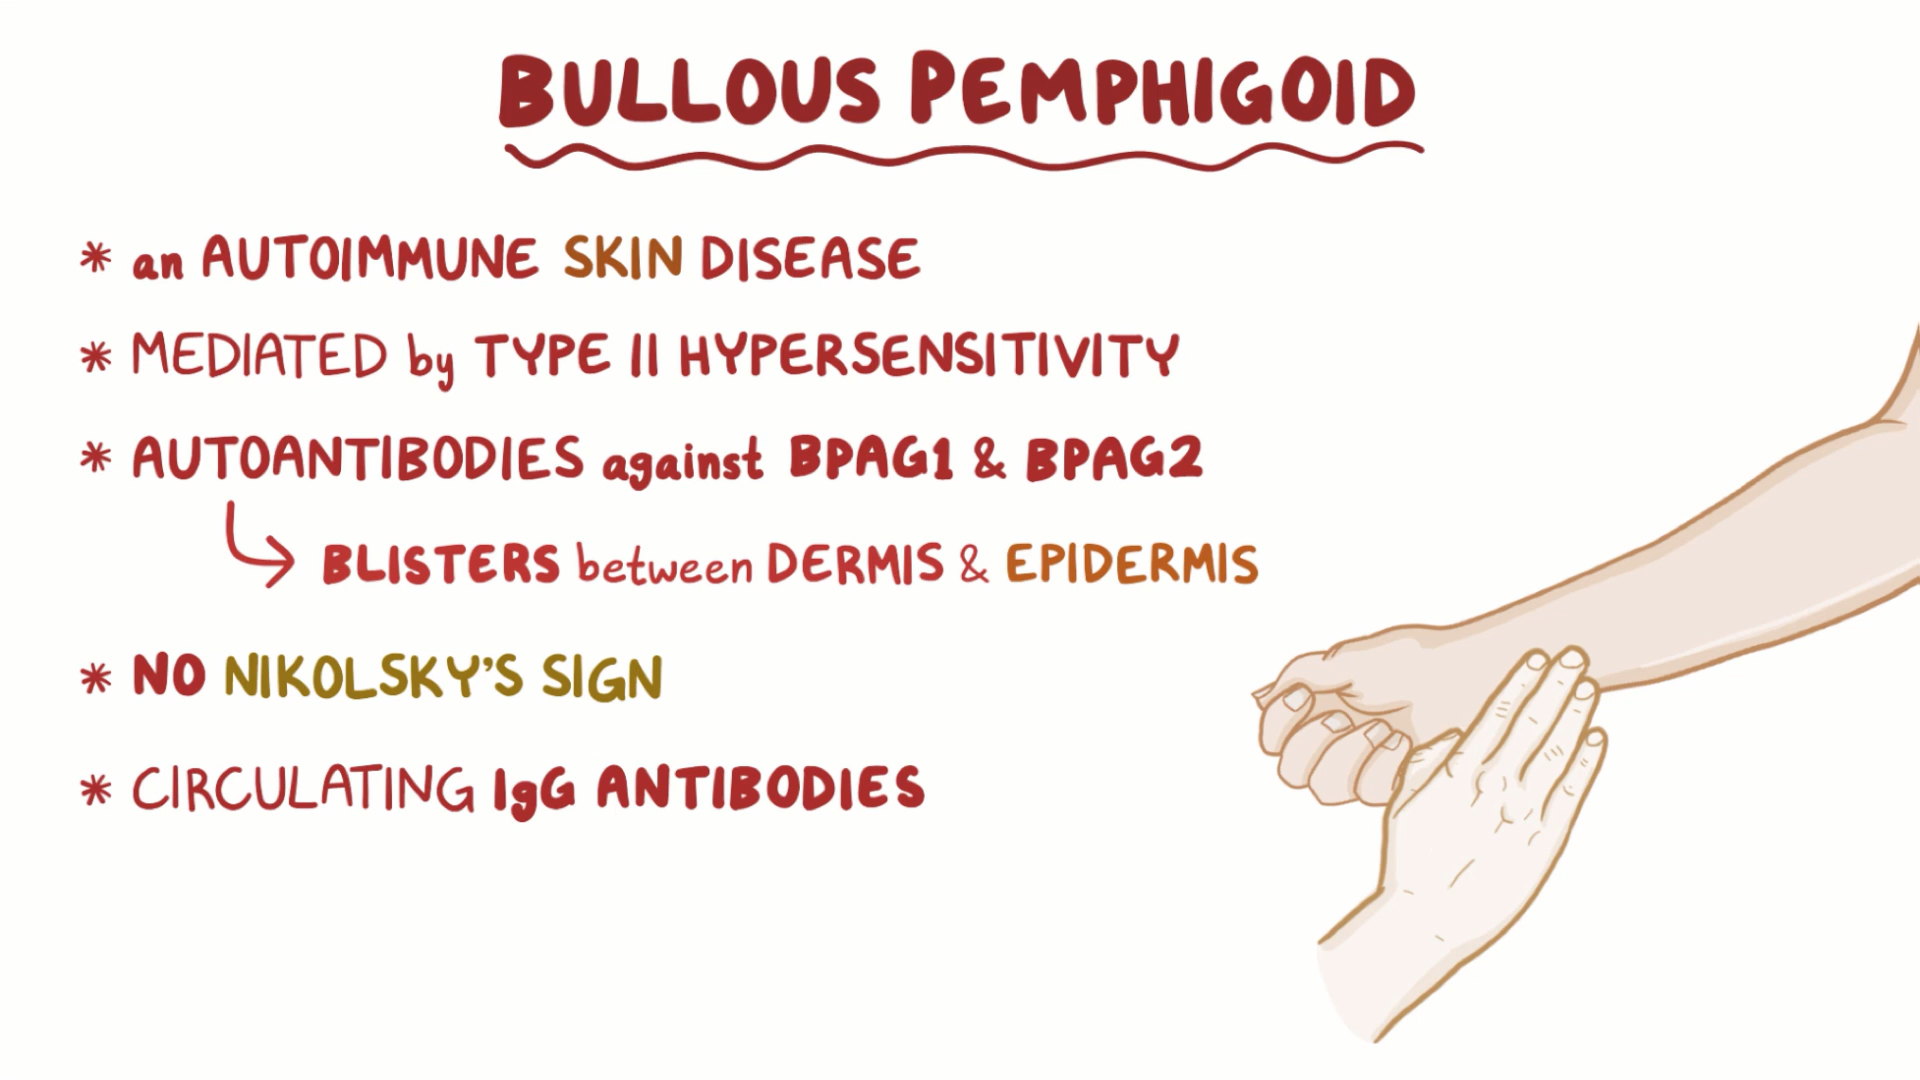 BULLOUS PEMPHIGOID
* an AUTOIMMUNE SKIN DISEASE
* MEDIATED by TYPE II HYPERSENSITIVITY
* AUTOANTIBODIES against BPAG1 & BPAG2
BLISTERS between DERMIS & EPIDERMIS
* NO NIKOLSKY'S SIGN
* CIRCULATING IgG ANTIBODIES